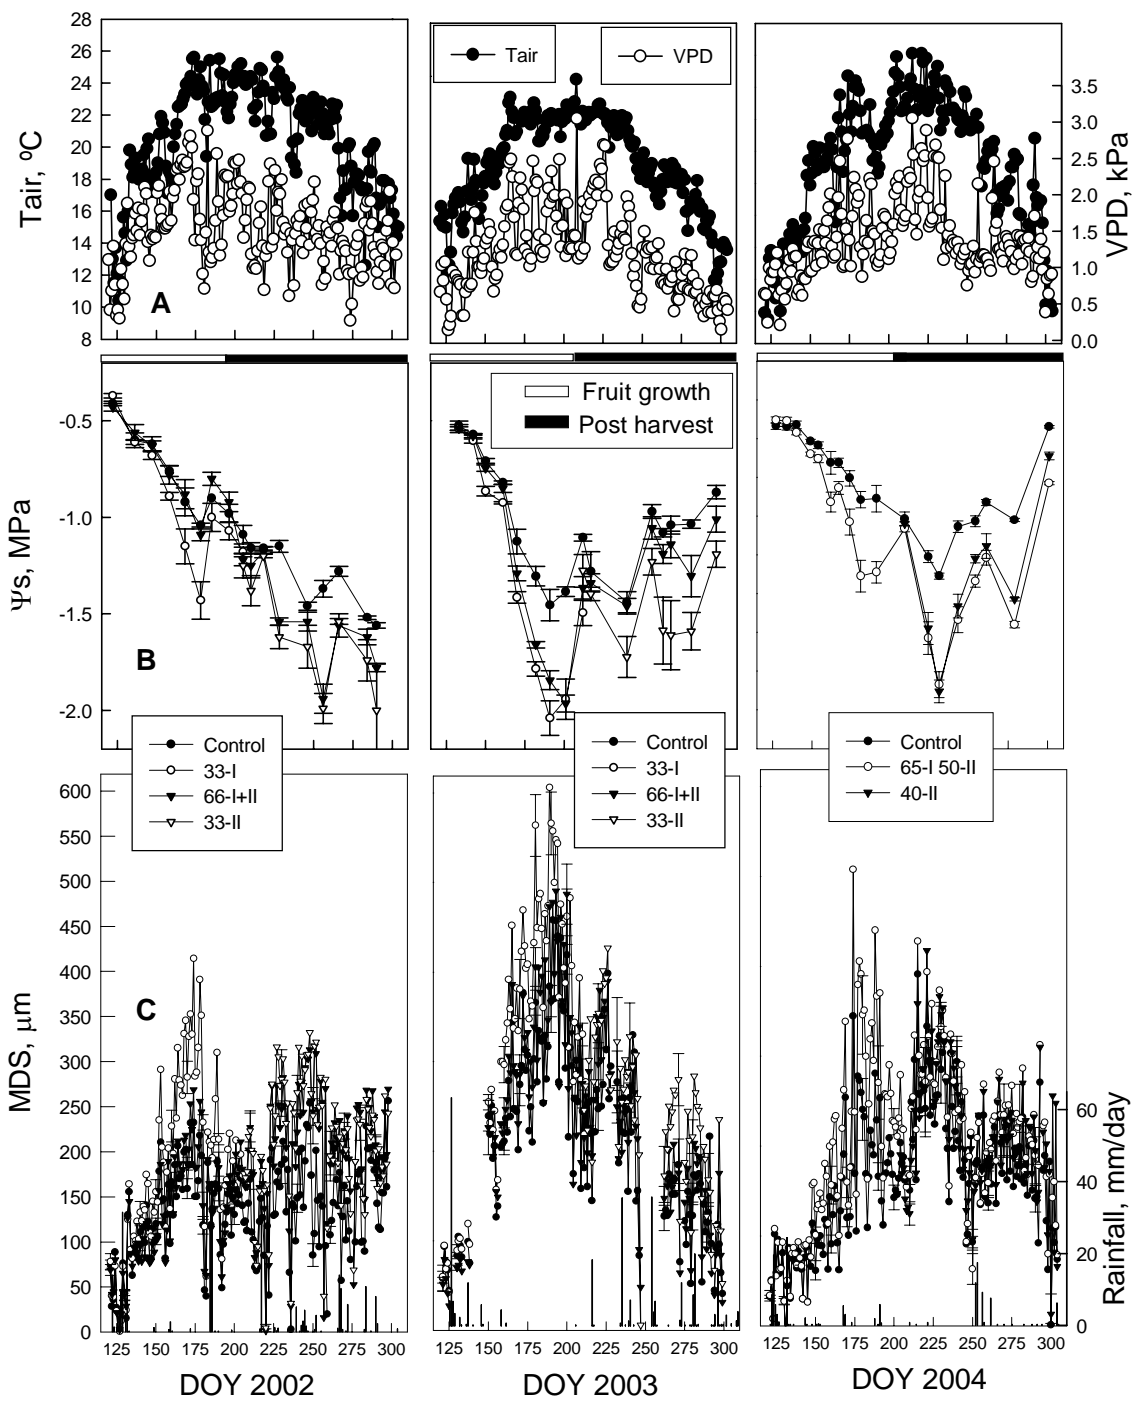 28
26
24
22
20
18
16
14
12
10
8
Tair, ºC
A
Tair
VPD
3.5
3.0
2.5
2.0
1.5
1.0
0.5
0.0
VPD, kPa
Fruit growth
Post harvest
-0.5
-1.0
-1.5
-2.0
Ψs, MPa
B
Control
33-I
66-I+II
33-II
Control
33-I
66-I+II
33-II
Control
65-I 50-II
40-II
600
550
500
450
400
350
300
250
200
150
100
50
0
MDS, μm
C
60
40
20
0
Rainfall, mm/day
125 150 175 200 225 250 275 300
125 150 175 200 225 250 275 300
125 150 175 200 225 250 275 300
DOY 2002
DOY 2003
DOY 2004